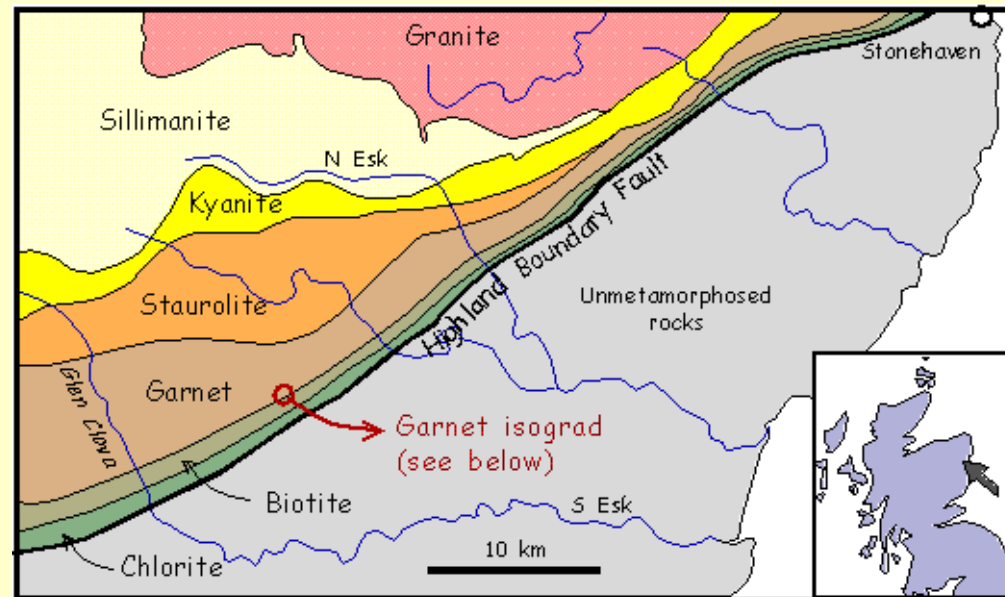 Granite
Stonehaven
Sillimanite
N Esk
Kyanite
Highland Boundary Fault
Staurolite
Unmetamorphosed
rocks
Garnet
Glen Clova
Garnet isograd
(see below)
Biotite
S Esk
10 km
Chlorite